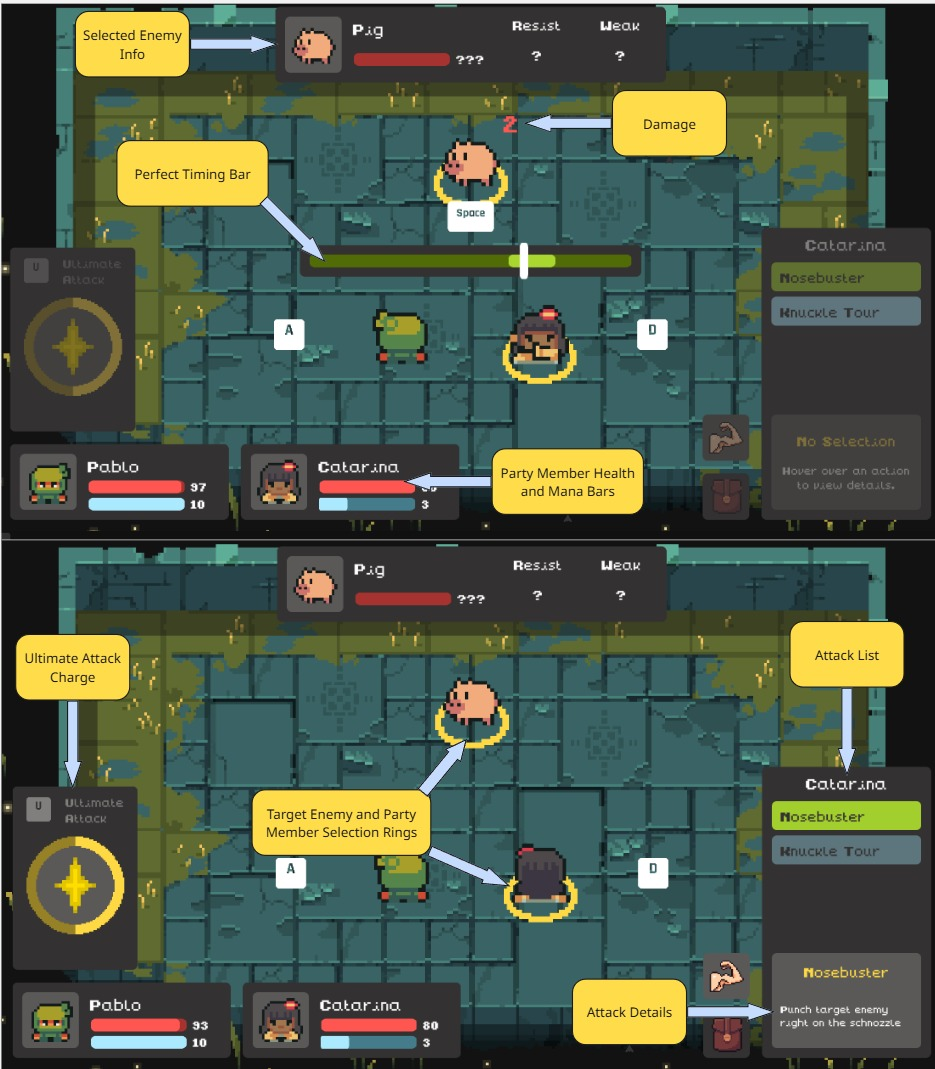 Selected Enemy
Info
Pig
???
Resist
?
Weak
?
2
Damage
Perfect Timing Bar
Space
U
Ultimate
Attack
Catarina
Nosebuster
Knuckle Tour
A
D
No Selection
Hover over an action
to view details.
Pablo
97
10
Catarina
3
Party Member Health
and Mana Bars
Pig
???
Resist
?
Weak
?
Ultimate Attack
Charge
Attack List
U
Ultimate
Attack
Catarina
Nosebuster
Knuckle Tour
Target Enemy and Party
Member Selection Rings
A
D
Nosebuster
Punch target enemy
right on the schnozzle
Attack Details
Pablo
93
10
Catarina
80
3